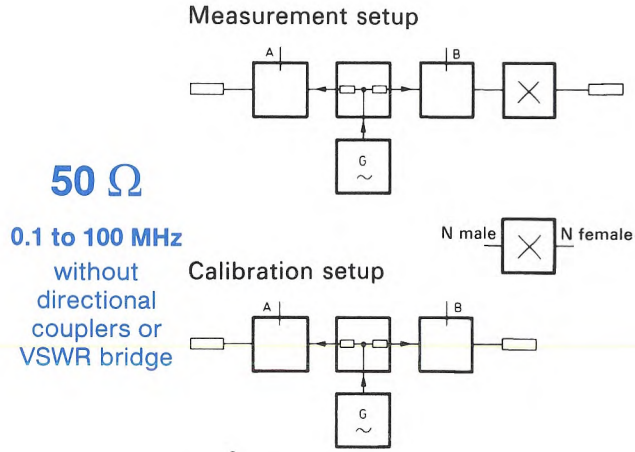 Measurement setup
A
B
G
~
50 Ω
0.1 to 100 MHz
without
directional
couplers or
VSWR bridge
N male
N female
Calibration setup
A
B
G
~